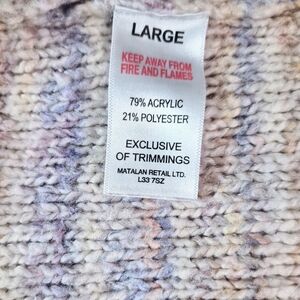 LARGE
KEEP AWAY FROM
FIRE AND FLAMES
79% ACRYLIC
21% POLYESTER
EXCLUSIVE
OF TRIMMINGS
MATALAN RETAIL LTD.
L33 7SZ